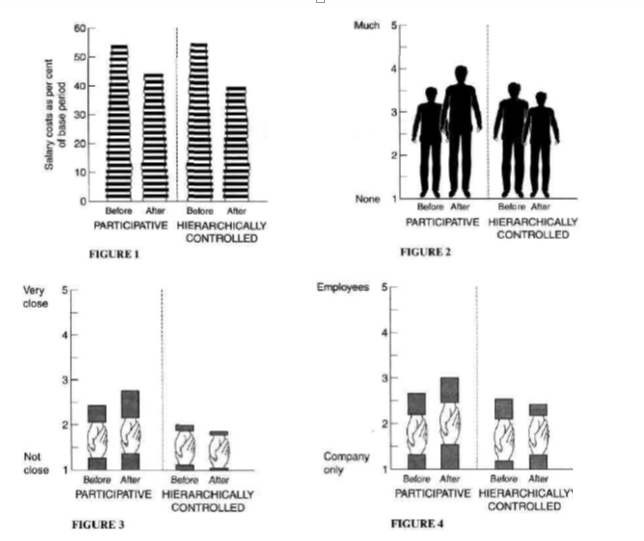 Salary costs as per cent
of base period
60
50
40
30
20
10
0
Before After Before After
PARTICIPATIVE HIERARCHICALLY
CONTROLLED
FIGURE 1
Much 5
4
3
2
None 1
Before After Before After
PARTICIPATIVE HIERARCHICALLY
CONTROLLED
FIGURE 2
Very
close
5
4
3
2
Not
close
1
Before After Before After
PARTICIPATIVE HIERARCHICALLY
CONTROLLED
FIGURE 3
Employees 5
4
3
2
Company
only
1
Before After Before After
PARTICIPATIVE HIERARCHICALLY
CONTROLLED
FIGURE 4